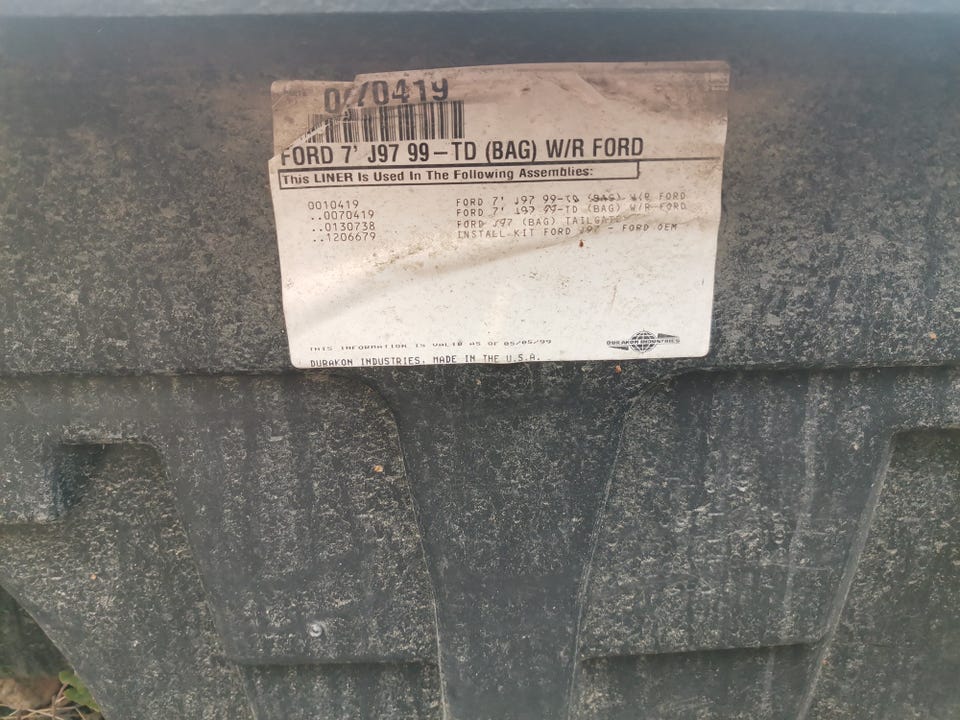 0070419
FORD 7' J97 99-TD (BAG) W/R FORD
This LINER Is Used In The Following Assemblies:
0010419 FORD 7' J97 99-TD (BAG) W/R FORD
..0070419 FORD 7' J97 99-TD (BAG) W/R FORD
..0130738 FORD J97 (BAG) TAILGATE
..1206679 INSTALL KIT FORD J97 - FORD OEM
THIS INFORMATION IS VALID AS OF 05/05/99
DURAKON INDUSTRIES, MADE IN THE U.S.A.
DURAKON INDUSTRIES